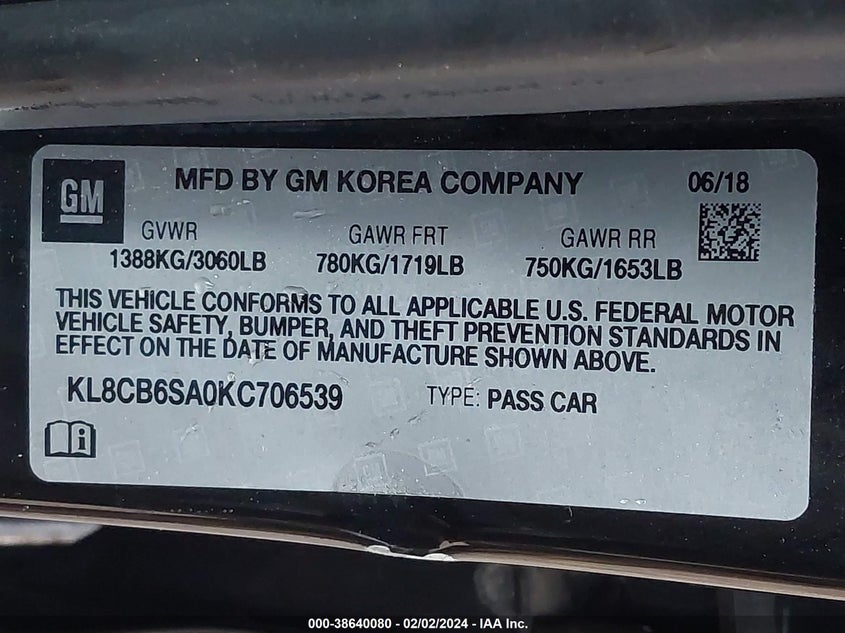 GM
MFD BY GM KOREA COMPANY 06/18
GVWR GAWR FRT GAWR RR
1388KG/3060LB 780KG/1719LB 750KG/1653LB
THIS VEHICLE CONFORMS TO ALL APPLICABLE U.S. FEDERAL MOTOR
VEHICLE SAFETY, BUMPER, AND THEFT PREVENTION STANDARDS IN
EFFECT ON THE DATE OF MANUFACTURE SHOWN ABOVE.
KL8CB6SA0KC706539 TYPE: PASS CAR
000-38640080 - 02/02/2024 - IAA Inc.